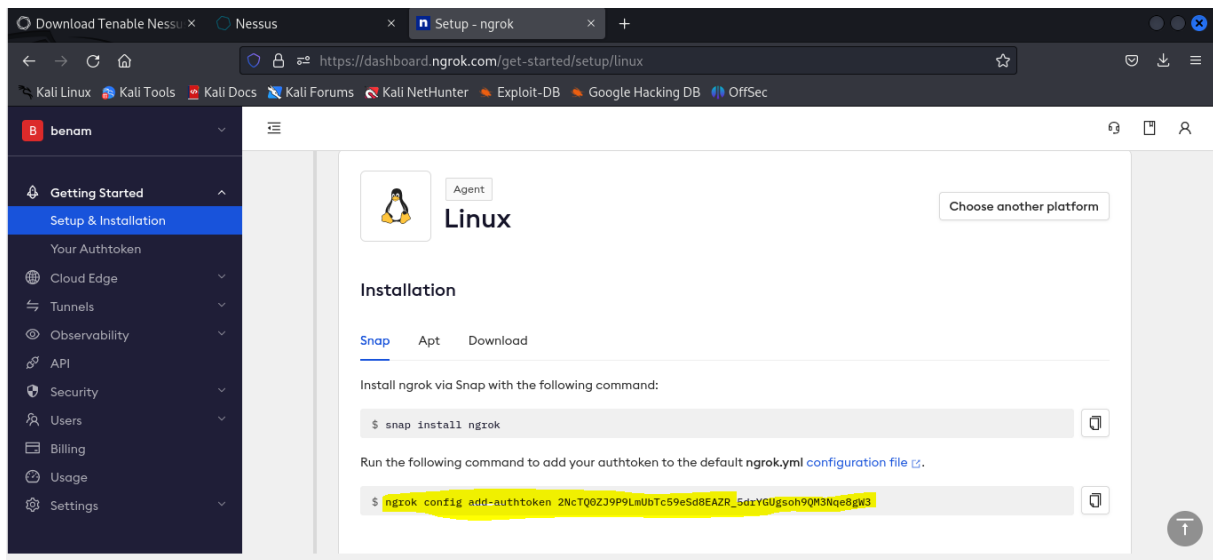 Download Tenable Nessu
Nessus
n Setup - ngrok
https://dashboard.ngrok.com/get-started/setup/linux
Kali Linux Kali Tools Kali Docs Kali Forums Kali NetHunter Exploit-DB Google Hacking DB OffSec
B benam
Getting Started
Setup & Installation
Your Authtoken
Cloud Edge
Tunnels
Observability
API
Security
Users
Billing
Usage
Settings
Agent
Linux
Choose another platform
Installation
Snap Apt Download
Install ngrok via Snap with the following command:
$ snap install ngrok
Run the following command to add your authtoken to the default ngrok.yml configuration file.
$ ngrok config add-authtoken 2NcTQ0ZJ9P9LmUbTc59eSd8EAZR_5drYGUgsoh9QM3Nqe8gW3